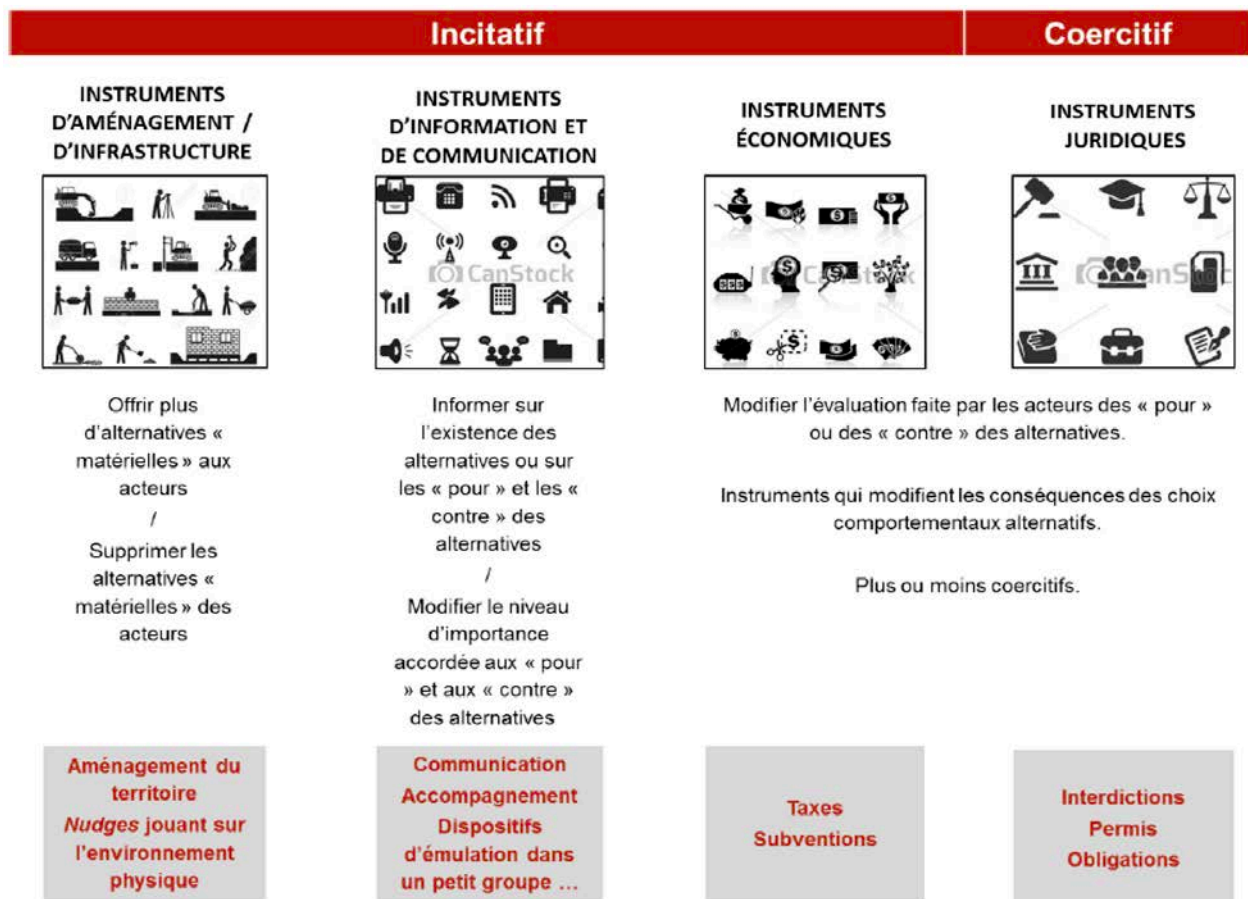 Incitatif
Coercitif
INSTRUMENTS
D'AMÉNAGEMENT /
D'INFRASTRUCTURE
INSTRUMENTS
D'INFORMATION ET
DE COMMUNICATION
INSTRUMENTS
ÉCONOMIQUES
INSTRUMENTS
JURIDIQUES
CanStock
CanStock
Offrir plus
d'alternatives «
matérielles » aux
acteurs
/
Supprimer les
alternatives «
matérielles » des
acteurs
Informer sur
l'existence des
alternatives ou sur
les « pour » et les «
contre » des
alternatives
/
Modifier le niveau
d'importance
accordée aux « pour
» et aux « contre »
des alternatives
Modifier l'évaluation faite par les acteurs des « pour »
ou des « contre » des alternatives.
Instruments qui modifient les conséquences des choix
comportementaux alternatifs.
Plus ou moins coercitifs.
Aménagement du
territoire
Nudges jouant sur
l'environnement
physique
Communication
Accompagnement
Dispositifs
d'émulation dans
un petit groupe ...
Taxes
Subventions
Interdictions
Permis
Obligations